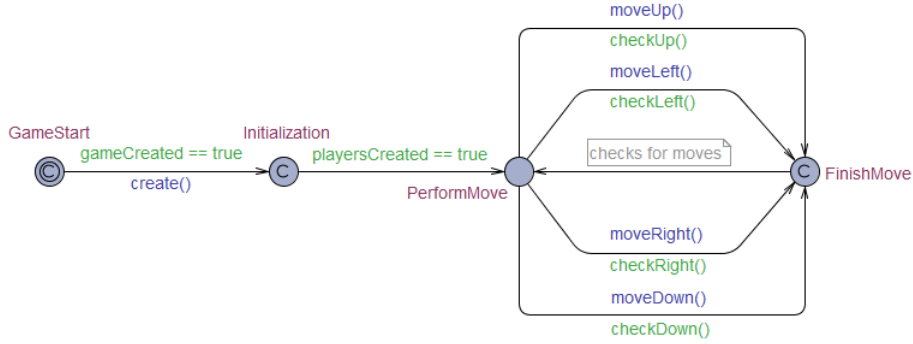 moveUp()
checkUp()
moveLeft()
checkLeft()
GameStart
Initialization
gameCreated == true
playersCreated == true
checks for moves
C
C
C
FinishMove
create()
PerformMove
moveRight()
checkRight()
moveDown()
checkDown()